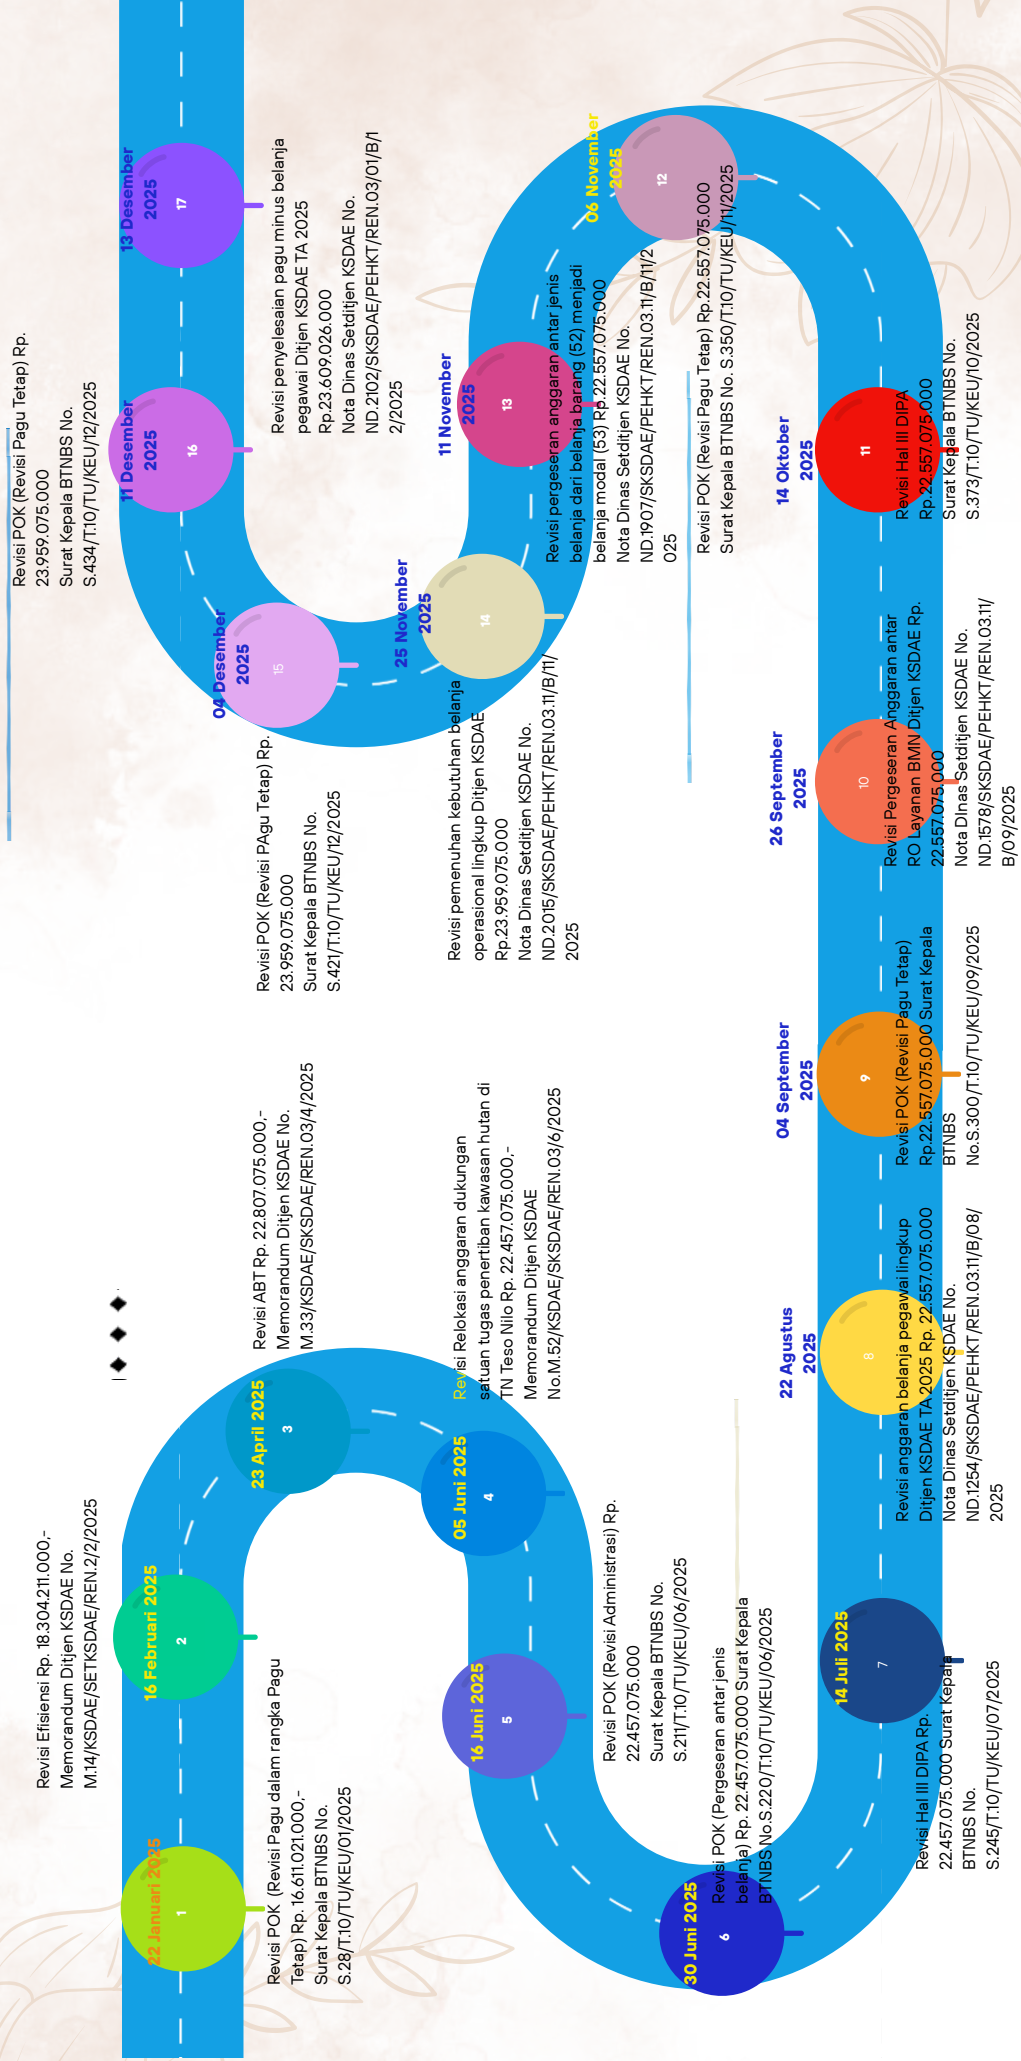 22 Januari 2025
1
Revisi POK (Revisi Pagu dalam rangka Pagu
Tetap) Rp. 16.611.021.000,-
Surat Kepala BTNBS No.
S.28/T.10/TU/KEU/01/2025
Revisi Efisiensi Rp. 18.304.211.000,-
Memorandum Ditjen KSDAE No.
M.14/KSDAE/SETKSDAE/REN.2/2/2025
16 Februari 2025
2
23 April 2025
3
Revisi ABT Rp. 22.807.075.000,-
Memorandum Ditjen KSDAE No.
M.33/KSDAE/SKSDAE/REN.03/4/2025
05 Juni 2025
4
Revisi Relokasi anggaran dukungan
satuan tugas penertiban kawasan hutan di
TN Teso Nilo Rp. 22.457.075.000,-
Memorandum Ditjen KSDAE
No.M.52/KSDAE/SKSDAE/REN.03/6/2025
16 Juni 2025
5
Revisi POK (Revisi Administrasi) Rp.
22.457.075.000
Surat Kepala BTNBS No.
S.211/T.10/TU/KEU/06/2025
30 Juni 2025
6
Revisi POK (Pergeseran antar jenis
belanja) Rp. 22.457.075.000 Surat Kepala
BTNBS No.S.220/T.10/TU/KEU/06/2025
14 Juli 2025
7
Revisi Hal III DIPA Rp.
22.457.075.000 Surat Kepala
BTNBS No.
S.245/T.10/TU/KEU/07/2025
22 Agustus
2025
8
Revisi anggaran belanja pegawai lingkup
Ditjen KSDAE TA 2025 Rp. 22.557.075.000
Nota Dinas Setditjen KSDAE No.
ND.1254/SKSDAE/PEHKT/REN.03.11/B/08/
2025
04 September
2025
9
Revisi POK (Revisi Pagu Tetap)
Rp.22.557.075.000 Surat Kepala
BTNBS
No.S.300/T.10/TU/KEU/09/2025
26 September
2025
10
Revisi Pergeseran Anggaran antar
RO Layanan BMN Ditjen KSDAE Rp.
22.557.075.000
Nota DInas Setditjen KSDAE No.
ND.1578/SKSDAE/PEHKT/REN.03.11/
B/09/2025
14 Oktober
2025
11
Revisi Hal III DIPA
Rp.22.557.075.000
Surat Kepala BTNBS No.
S.373/T.10/TU/KEU/10/2025
06 November
2025
12
Revisi POK (Revisi Pagu Tetap) Rp.22.557.075.000
Surat Kepala BTNBS No. S.350/T.10/TU/KEU/11/2025
11 November
2025
13
Revisi pergeseran anggaran antar jenis
belanja dari belanja barang (52) menjadi
belanja modal (53) Rp.22.557.075.000
Nota Dinas Setditjen KSDAE No.
ND.1907/SKSDAE/PEHKT/REN.03.11/B/11/2
025
25 November
2025
14
Revisi pemenuhan kebutuhan belanja
operasional lingkup Ditjen KSDAE
Rp.23.959.075.000
Nota Dinas Setditjen KSDAE No.
ND.2015/SKSDAE/PEHKT/REN.03.11/B/11/
2025
04 Desember
2025
15
Revisi POK (Revisi PAgu Tetap) Rp.
23.959.075.000
Surat Kepala BTNBS No.
S.421/T.10/TU/KEU/12/2025
11 Desember
2025
16
Revisi POK (Revisi Pagu Tetap) Rp.
23.959.075.000
Surat Kepala BTNBS No.
S.434/T.10/TU/KEU/12/2025
13 Desember
2025
17
Revisi penyelesaian pagu minus belanja
pegawai Ditjen KSDAE TA 2025
Rp.23.609.026.000
Nota Dinas Setditjen KSDAE No.
ND.2102/SKSDAE/PEHKT/REN.03/01/B/1
2/2025